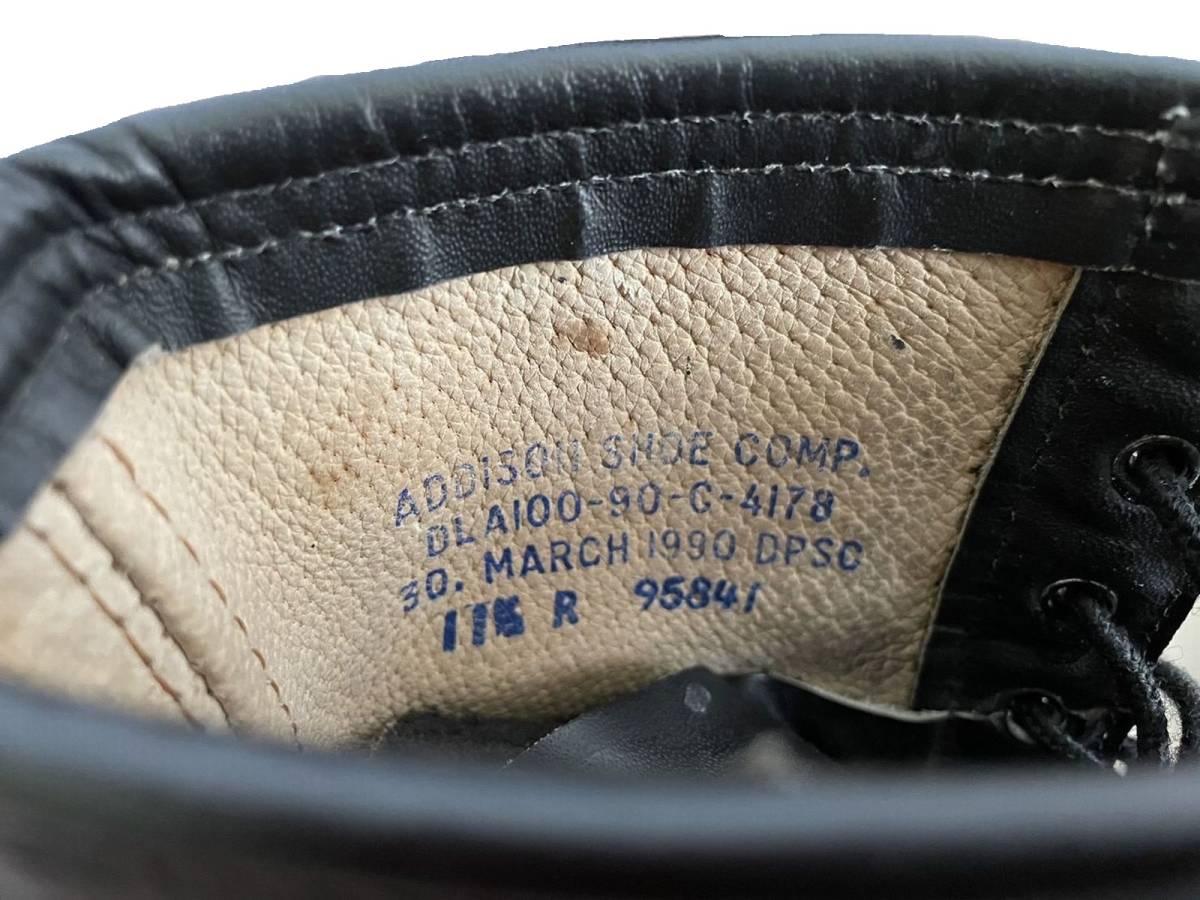 ADDISON SHOE COMP.
DLA100-90-C-4178
30. MARCH 1990 DPSC
R 95841